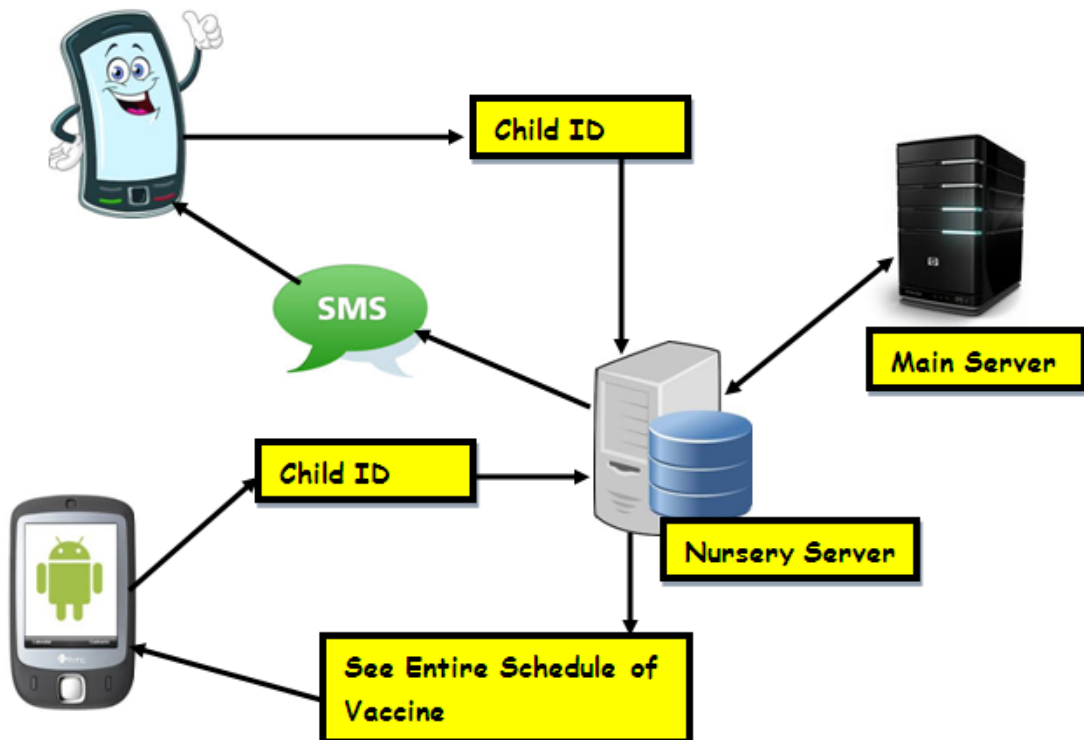 Child ID
SMS
Main Server
Child ID
Nursery Server
See Entire Schedule of
Vaccine